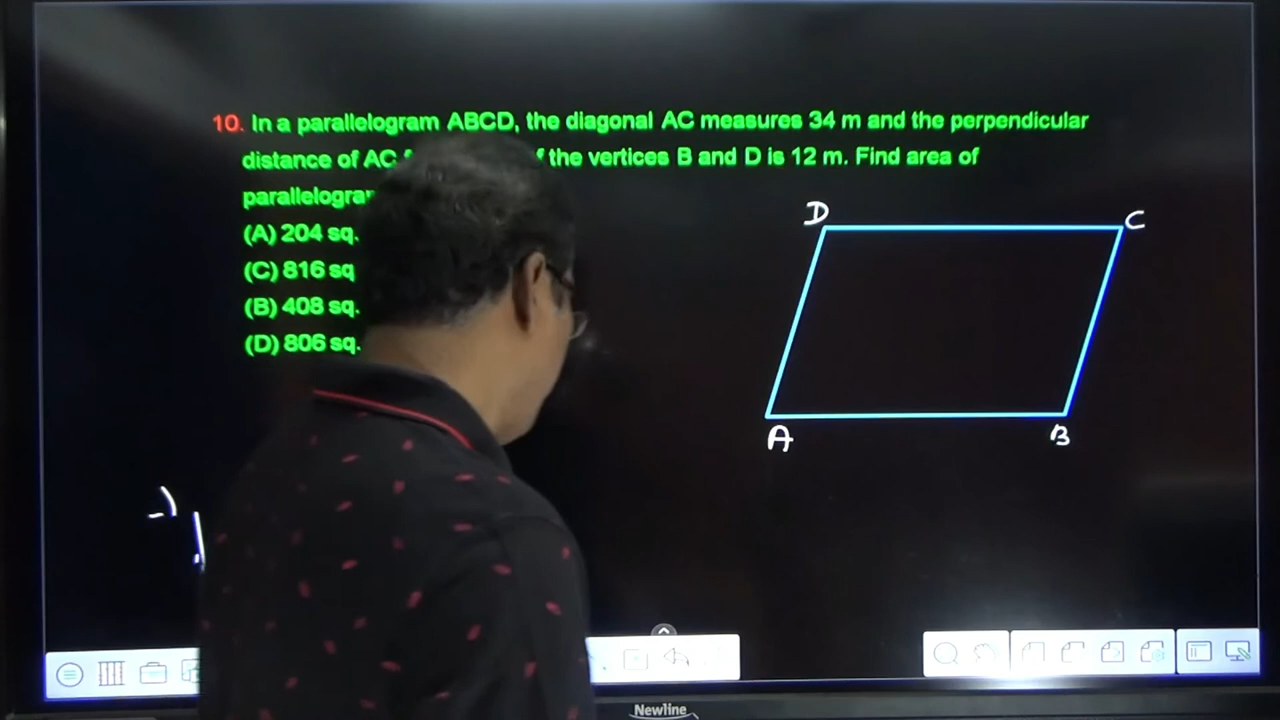 10. In a parallelogram ABCD, the diagonal AC measures 34 m and the perpendicular
distance of AC the vertices B and D is 12 m. Find area of
(A) 204 sq.
(C) 816 sq
(B) 408 sq.
(D) 806 sq.
D
C
A
B
Newline